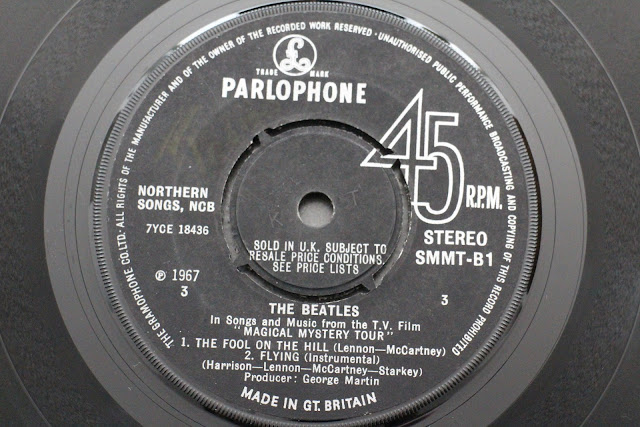 THE GRAMOPHONE CO. LTD. ALL RIGHTS OF THE MANUFACTURER AND OF THE OWNER OF THE RECORDED WORK RESERVED · UNAUTHORISED PUBLIC PERFORMANCE BROADCASTING AND COPYING OF THIS RECORD PROHIBITED
£
TRADE MARK
PARLOPHONE
45
R.P.M.
NORTHERN
SONGS, NCB
7YCE 18436
STEREO
SMMT-B1
SOLD IN U.K. SUBJECT TO
RESALE PRICE CONDITIONS,
SEE PRICE LISTS
℗ 1967
3
3
THE BEATLES
In Songs and Music from the T.V. Film
"MAGICAL MYSTERY TOUR"
1. THE FOOL ON THE HILL (Lennon—McCartney)
2. FLYING (Instrumental)
(Harrison—Lennon—McCartney—Starkey)
Producer: George Martin
MADE IN GT. BRITAIN